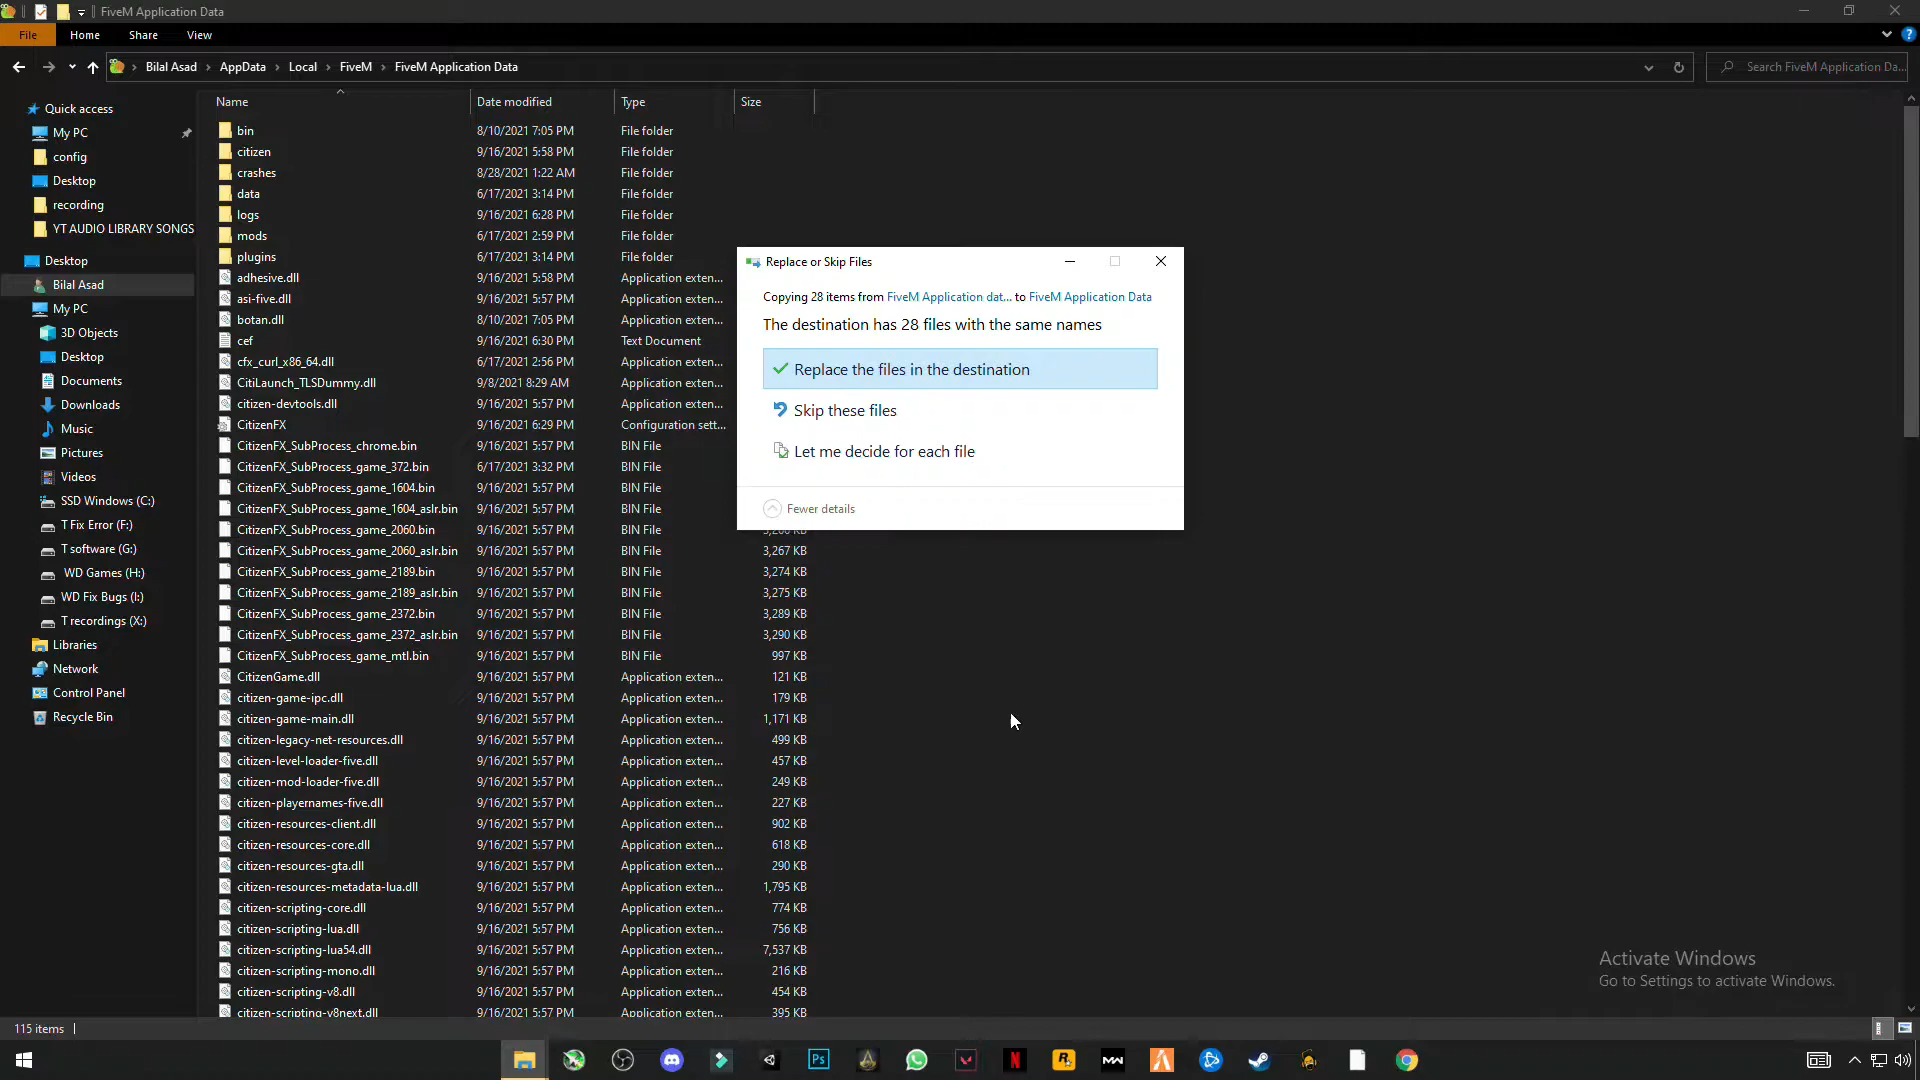 FiveM Application Data
File
Home
Share
View
Bilal Asad
AppData
Local
FiveM
FiveM Application Data
Search FiveM Application Da...
Quick access
My PC
config
Desktop
recording
YT AUDIO LIBRARY SONGS
Desktop
Bilal Asad
My PC
3D Objects
Desktop
Documents
Downloads
Music
Pictures
Videos
SSD Windows (C:)
T Fix Error (F:)
T software (G:)
WD Games (H:)
WD Fix Bugs (I:)
T recordings (X:)
Libraries
Network
Control Panel
Recycle Bin
Name Date modified Type Size
bin 8/10/2021 7:05 PM File folder
citizen 9/16/2021 5:58 PM File folder
crashes 8/28/2021 1:22 AM File folder
data 6/17/2021 3:14 PM File folder
logs 9/16/2021 6:28 PM File folder
mods 6/17/2021 2:59 PM File folder
plugins 6/17/2021 3:14 PM File folder
adhesive.dll 9/16/2021 5:58 PM Application exten...
asi-five.dll 9/16/2021 5:57 PM Application exten...
botan.dll 8/10/2021 7:05 PM Application exten...
cef 9/16/2021 6:30 PM Text Document
cfx_curl_x86_64.dll 6/17/2021 2:56 PM Application exten...
CitiLaunch_TLSDummy.dll 9/8/2021 8:29 AM Application exten...
citizen-devtools.dll 9/16/2021 5:57 PM Application exten...
CitizenFX 9/16/2021 6:29 PM Configuration sett...
CitizenFX_SubProcess_chrome.bin 9/16/2021 5:57 PM BIN File
CitizenFX_SubProcess_game_372.bin 6/17/2021 3:32 PM BIN File
CitizenFX_SubProcess_game_1604.bin 9/16/2021 5:57 PM BIN File
CitizenFX_SubProcess_game_1604_aslr.bin 9/16/2021 5:57 PM BIN File
CitizenFX_SubProcess_game_2060.bin 9/16/2021 5:57 PM BIN File
CitizenFX_SubProcess_game_2060_aslr.bin 9/16/2021 5:57 PM BIN File 3,267 KB
CitizenFX_SubProcess_game_2189.bin 9/16/2021 5:57 PM BIN File 3,274 KB
CitizenFX_SubProcess_game_2189_aslr.bin 9/16/2021 5:57 PM BIN File 3,275 KB
CitizenFX_SubProcess_game_2372.bin 9/16/2021 5:57 PM BIN File 3,289 KB
CitizenFX_SubProcess_game_2372_aslr.bin 9/16/2021 5:57 PM BIN File 3,290 KB
CitizenFX_SubProcess_game_mtl.bin 9/16/2021 5:57 PM BIN File 997 KB
CitizenGame.dll 9/16/2021 5:57 PM Application exten... 121 KB
citizen-game-ipc.dll 9/16/2021 5:57 PM Application exten... 179 KB
citizen-game-main.dll 9/16/2021 5:57 PM Application exten... 1,171 KB
citizen-legacy-net-resources.dll 9/16/2021 5:57 PM Application exten... 499 KB
citizen-level-loader-five.dll 9/16/2021 5:57 PM Application exten... 457 KB
citizen-mod-loader-five.dll 9/16/2021 5:57 PM Application exten... 249 KB
citizen-playernames-five.dll 9/16/2021 5:57 PM Application exten... 227 KB
citizen-resources-client.dll 9/16/2021 5:57 PM Application exten... 902 KB
citizen-resources-core.dll 9/16/2021 5:57 PM Application exten... 618 KB
citizen-resources-gta.dll 9/16/2021 5:57 PM Application exten... 290 KB
citizen-resources-metadata-lua.dll 9/16/2021 5:57 PM Application exten... 1,795 KB
citizen-scripting-core.dll 9/16/2021 5:57 PM Application exten... 774 KB
citizen-scripting-lua.dll 9/16/2021 5:57 PM Application exten... 756 KB
citizen-scripting-lua54.dll 9/16/2021 5:57 PM Application exten... 7,537 KB
citizen-scripting-mono.dll 9/16/2021 5:57 PM Application exten... 216 KB
citizen-scripting-v8.dll 9/16/2021 5:57 PM Application exten... 454 KB
citizen-scripting-v8next.dll 9/16/2021 5:57 PM Application exten... 395 KB
Replace or Skip Files
Copying 28 items from FiveM Application dat... to FiveM Application Data
The destination has 28 files with the same names
Replace the files in the destination
Skip these files
Let me decide for each file
Fewer details
Activate Windows
Go to Settings to activate Windows.
115 items
Ps
N
R
MW